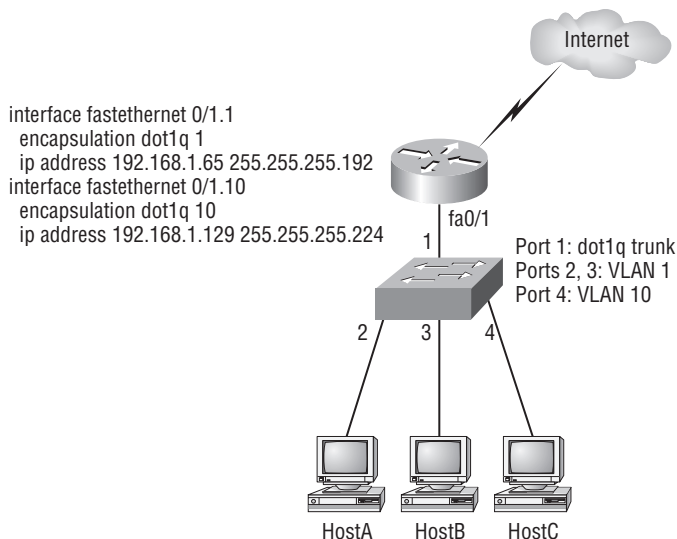 Internet
interface fastethernet 0/1.1
encapsulation dot1q 1
ip address 192.168.1.65 255.255.255.192
interface fastethernet 0/1.10
encapsulation dot1q 10
ip address 192.168.1.129 255.255.255.224
fa0/1
1
Port 1: dot1q trunk
Ports 2, 3: VLAN 1
Port 4: VLAN 10
2
3
4
HostA
HostB
HostC